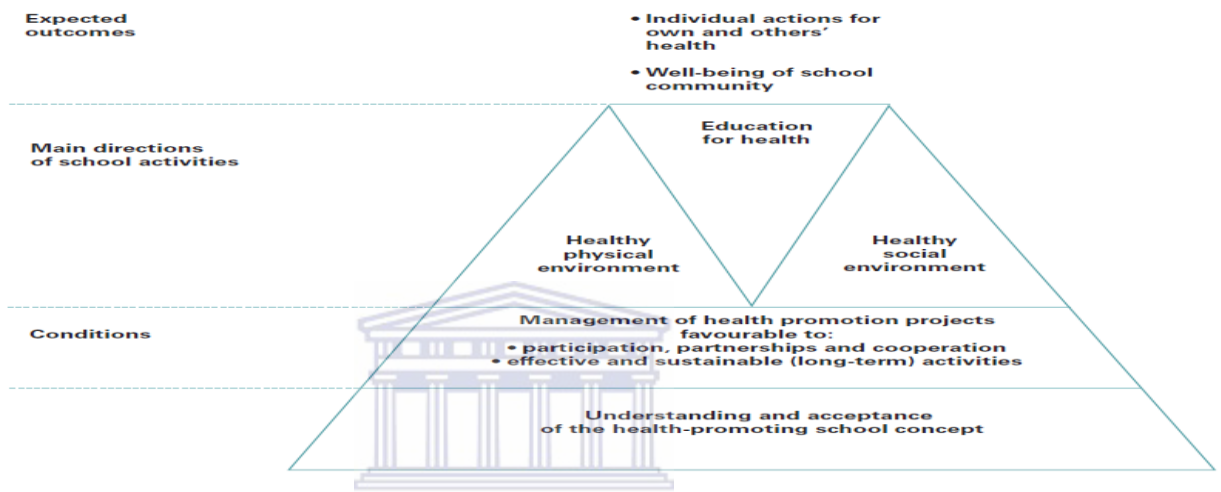 Expected
outcomes
• Individual actions for
own and others'
health
• Well-being of school
community
Main directions
of school activities
Education
for health
Healthy
physical
environment
Healthy
social
environment
Conditions
Management of health promotion projects
favourable to:
• participation, partnerships and cooperation
• effective and sustainable (long-term) activities
Understanding and acceptance
of the health-promoting school concept